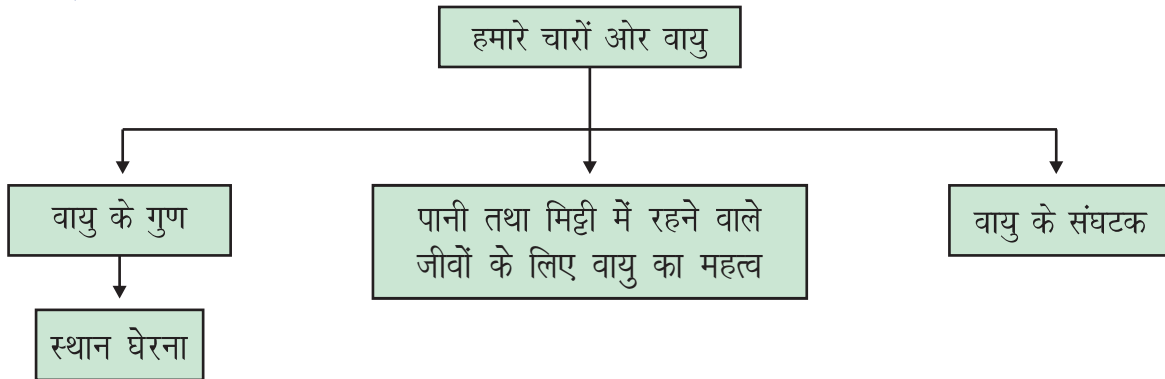 हमारे चारों ओर वायु
वायु के गुण
पानी तथा मिट्टी में रहने वाले
जीवों के लिए वायु का महत्व
वायु के संघटक
स्थान घेरना